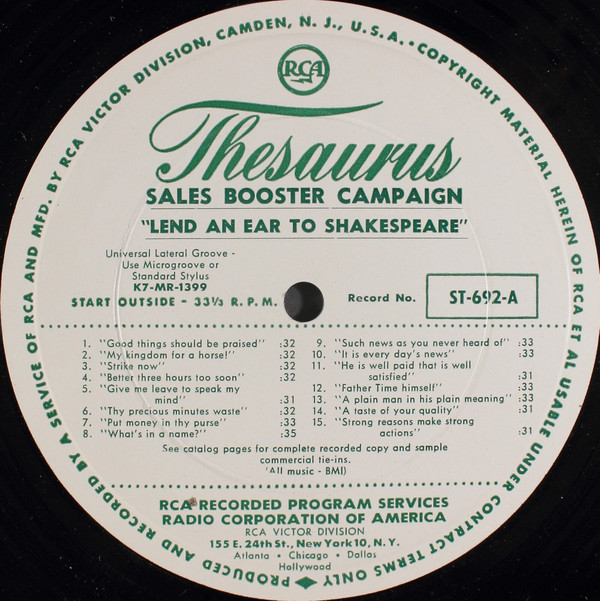 PRODUCED AND RECORDED BY A SERVICE OF RCA AND MFD. BY RCA VICTOR DIVISION, CAMDEN, N. J., U.S.A. • COPYRIGHT MATERIAL HEREIN OF RCA ET AL USABLE UNDER CONTRACT TERMS ONLY
RCA
Thesaurus
SALES BOOSTER CAMPAIGN
"LEND AN EAR TO SHAKESPEARE"
Universal Lateral Groove -
Use Microgroove or
Standard Stylus
K7-MR-1399
START OUTSIDE - 33⅓ R. P. M.
Record No. ST-692-A
1. "Good things should be praised" :32
2. "My kingdom for a horse!" :32
3. "Strike now" :32
4. "Better three hours too soon" :32
5. "Give me leave to speak my
mind" :31
6. "Thy precious minutes waste" :32
7. "Put money in thy purse" :33
8. "What's in a name?" :35
9. "Such news as you never heard of" :33
10. "It is every day's news" :33
11. "He is well paid that is well
satisfied" :31
12. "Father Time himself" :33
13. "A plain man in his plain meaning" :33
14. "A taste of your quality" :31
15. "Strong reasons make strong
actions" :31
See catalog pages for complete recorded copy and sample
commercial tie-ins.
(All music - BMI)
RCA RECORDED PROGRAM SERVICES
RADIO CORPORATION OF AMERICA
RCA VICTOR DIVISION
155 E. 24th St., New York 10, N. Y.
Atlanta • Chicago • Dallas
Hollywood